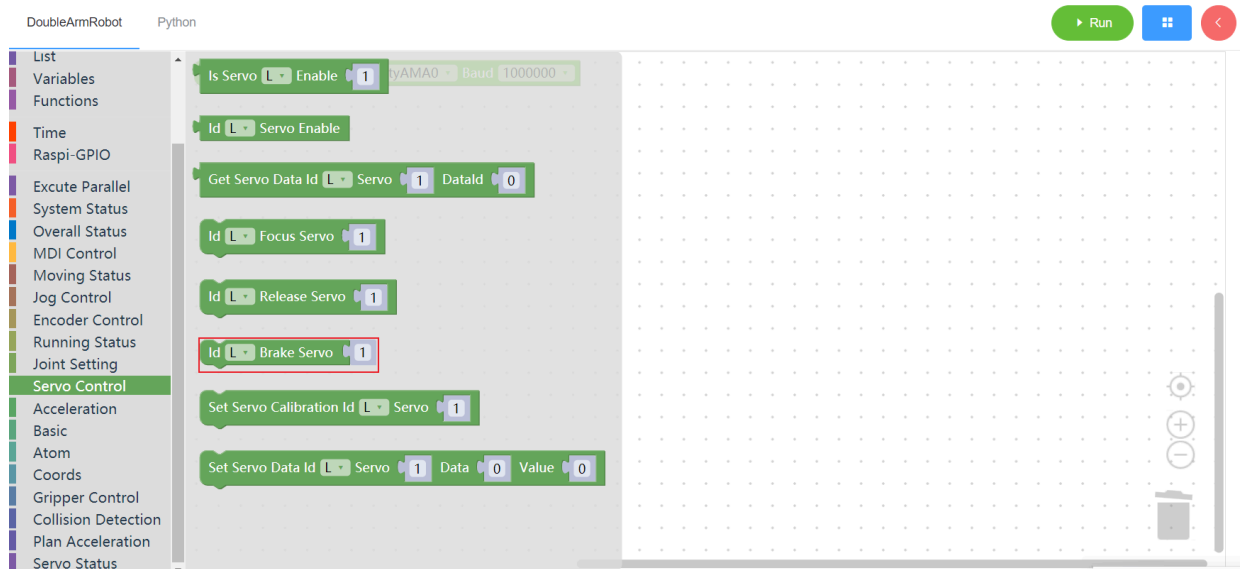 DoubleArmRobot Python Run
List
Variables
Functions
Time
Raspi-GPIO
Excute Parallel
System Status
Overall Status
MDI Control
Moving Status
Jog Control
Encoder Control
Running Status
Joint Setting
Servo Control
Acceleration
Basic
Atom
Coords
Gripper Control
Collision Detection
Plan Acceleration
Servo Status
Is Servo L Enable 1
tyAMA0 Baud 1000000
Id L Servo Enable
Get Servo Data Id L Servo 1 DataId 0
Id L Focus Servo 1
Id L Release Servo 1
Id L Brake Servo 1
Set Servo Calibration Id L Servo 1
Set Servo Data Id L Servo 1 Data 0 Value 0